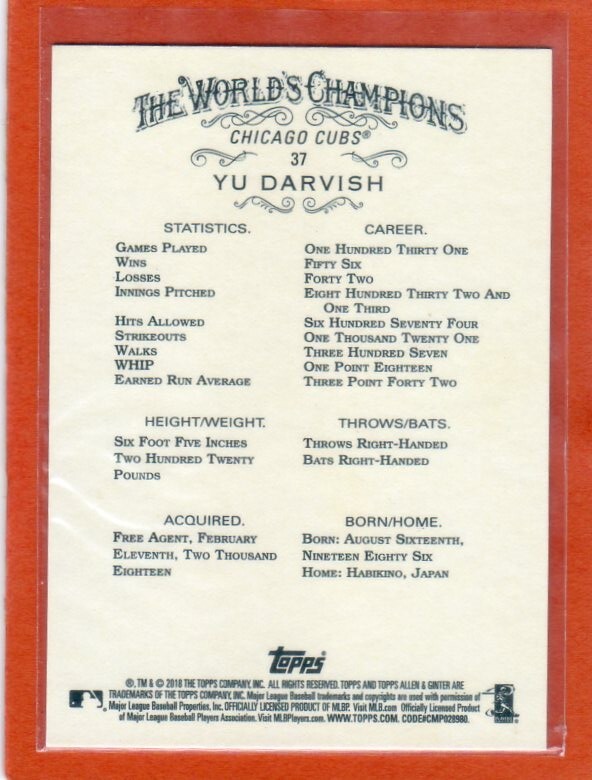 THE WORLD'S CHAMPIONS
CHICAGO CUBS®
37
YU DARVISH
STATISTICS. CAREER.
GAMES PLAYED ONE HUNDRED THIRTY ONE
WINS FIFTY SIX
LOSSES FORTY TWO
INNINGS PITCHED EIGHT HUNDRED THIRTY TWO AND
ONE THIRD
HITS ALLOWED SIX HUNDRED SEVENTY FOUR
STRIKEOUTS ONE THOUSAND TWENTY ONE
WALKS THREE HUNDRED SEVEN
WHIP ONE POINT EIGHTEEN
EARNED RUN AVERAGE THREE POINT FORTY TWO
HEIGHT/WEIGHT.
SIX FOOT FIVE INCHES
TWO HUNDRED TWENTY
POUNDS
THROWS/BATS.
THROWS RIGHT-HANDED
BATS RIGHT-HANDED
ACQUIRED.
FREE AGENT, FEBRUARY
ELEVENTH, TWO THOUSAND
EIGHTEEN
BORN/HOME.
BORN: AUGUST SIXTEENTH,
NINETEEN EIGHTY SIX
HOME: HABIKINO, JAPAN
topps
®, TM & © 2018 THE TOPPS COMPANY, INC. ALL RIGHTS RESERVED. TOPPS AND TOPPS ALLEN & GINTER ARE
TRADEMARKS OF THE TOPPS COMPANY, INC. Major League Baseball trademarks and copyrights are used with permission of
Major League Baseball Properties, Inc. OFFICIALLY LICENSED PRODUCT OF MLBP. Visit MLB.com Officially Licensed Product
of Major League Baseball Players Association. Visit MLBPlayers.com. WWW.TOPPS.COM. CODE#CMP028980.